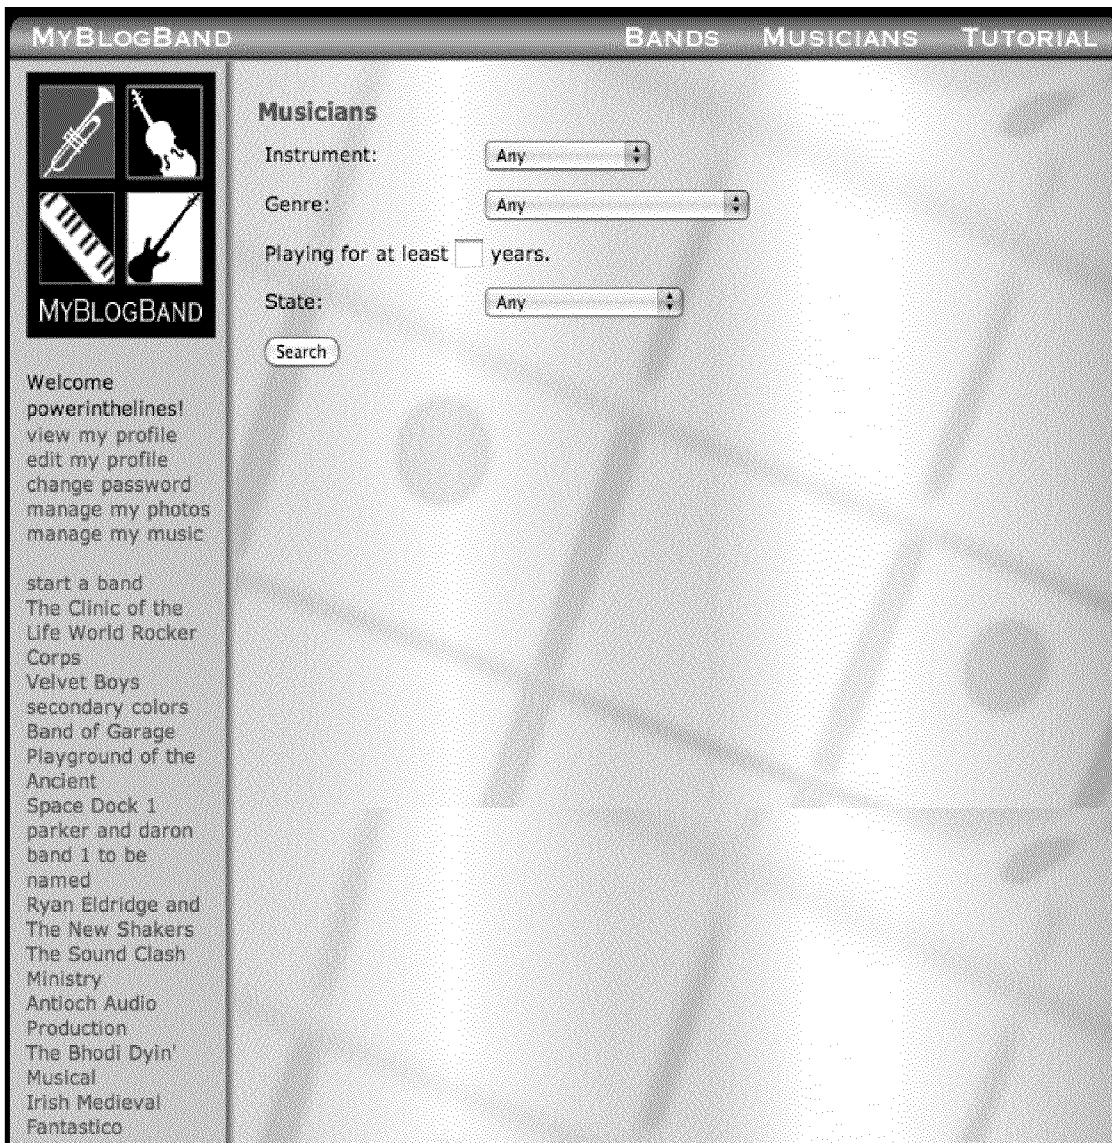 MYBLOGBAND BANDS MUSICIANS TUTORIAL
MYBLOGBAND
Welcome
powerinthelines!
view my profile
edit my profile
change password
manage my photos
manage my music
start a band
The Clinic of the
Life World Rocker
Corps
Velvet Boys
secondary colors
Band of Garage
Playground of the
Ancient
Space Dock 1
parker and daron
band 1 to be
named
Ryan Eldridge and
The New Shakers
The Sound Clash
Ministry
Antioch Audio
Production
The Bhodi Dyin'
Musical
Irish Medieval
Fantastico
Musicians
Instrument: Any
Genre: Any
Playing for at least years.
State: Any
Search